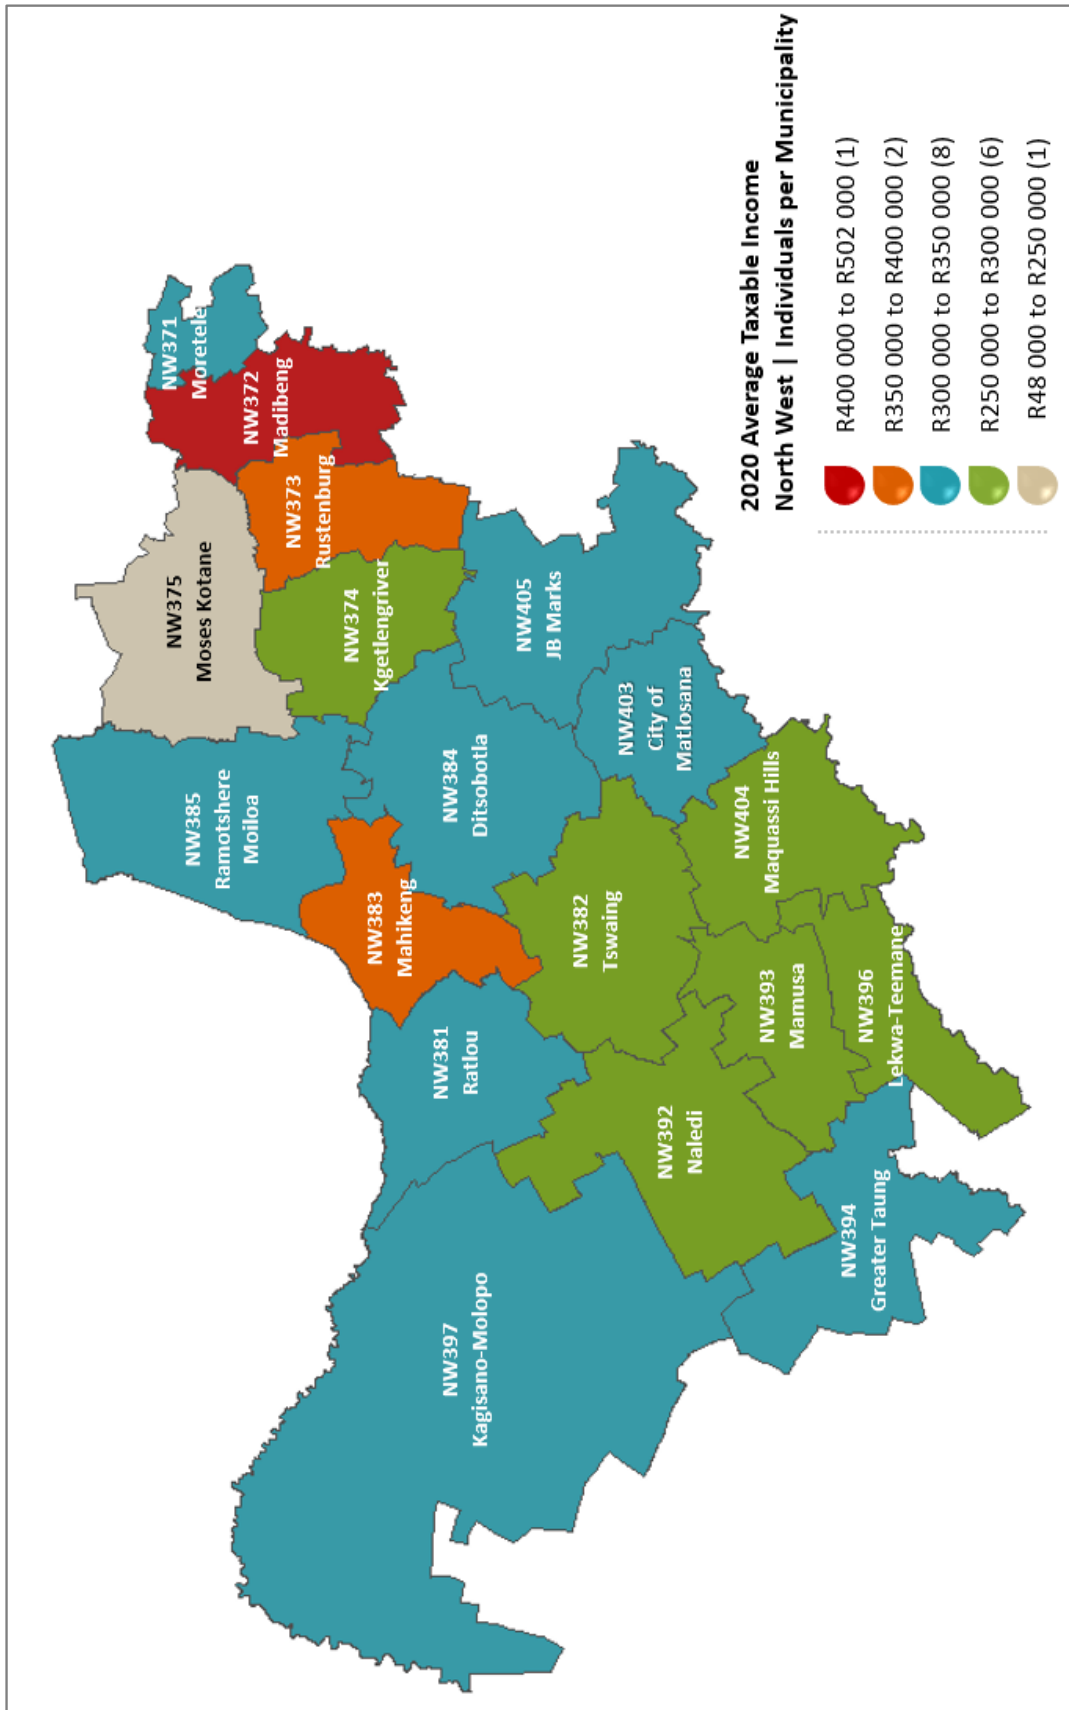 NW371
Moretele
NW372
Madibeng
NW373
Rustenburg
NW374
Kgetlengriver
NW375
Moses Kotane
NW385
Ramotshere
Moiloa
NW384
Ditsobotla
NW405
JB Marks
NW403
City of
Matlosana
NW383
Mahikeng
NW382
Tswaing
NW404
Maquassi Hills
NW381
Ratlou
NW393
Mamusa
NW396
Lekwa-Teemane
NW392
Naledi
NW394
Greater Taung
NW397
Kagisano-Molopo
2020 Average Taxable Income
North West | Individuals per Municipality
R400 000 to R502 000 (1)
R350 000 to R400 000 (2)
R300 000 to R350 000 (8)
R250 000 to R300 000 (6)
R48 000 to R250 000 (1)